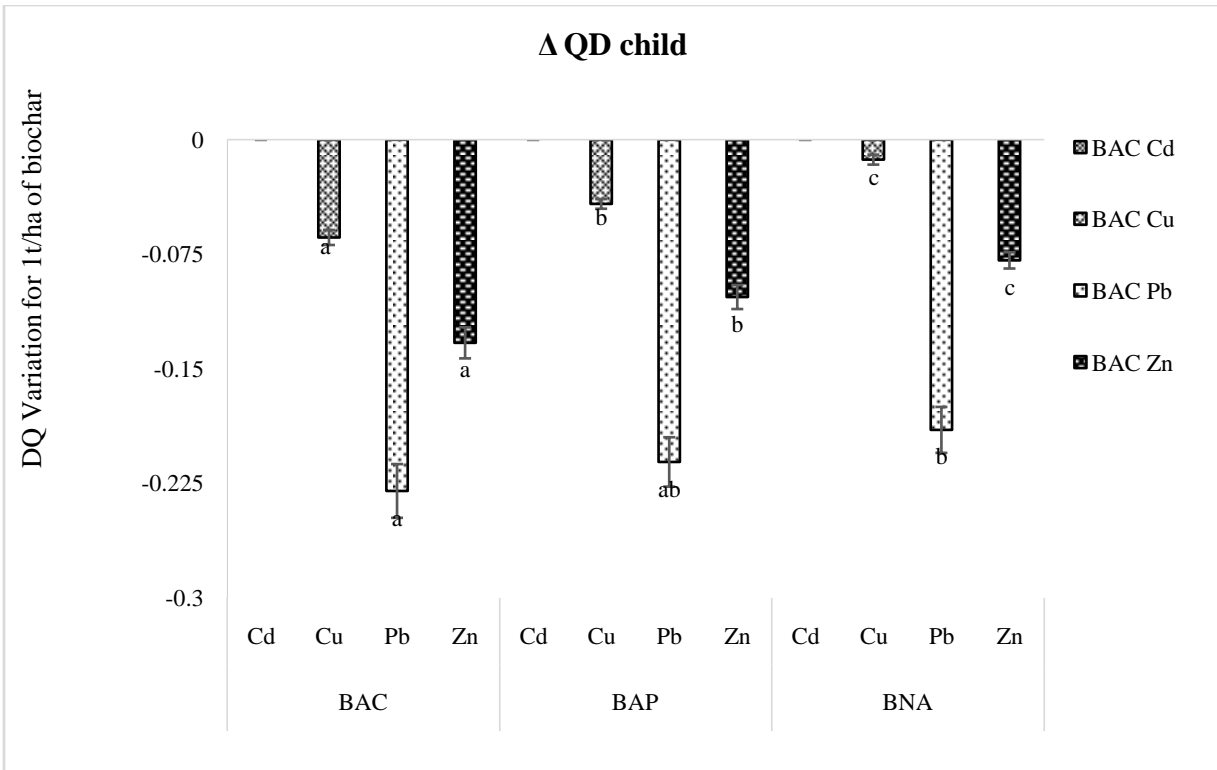 Δ QD child
DQ Variation for 1t/ha of biochar
0
-0.075
-0.15
-0.225
-0.3
a
a
a
b
ab
b
c
b
c
Cd Cu Pb Zn Cd Cu Pb Zn Cd Cu Pb Zn
BAC BAP BNA
BAC Cd
BAC Cu
BAC Pb
BAC Zn